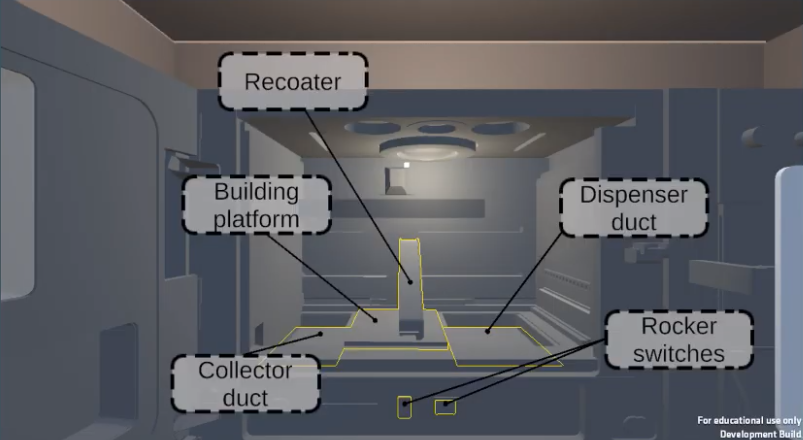 Recoater
Building
platform
Dispenser
duct
Rocker
switches
Collector
duct
For educational use only
Development Build